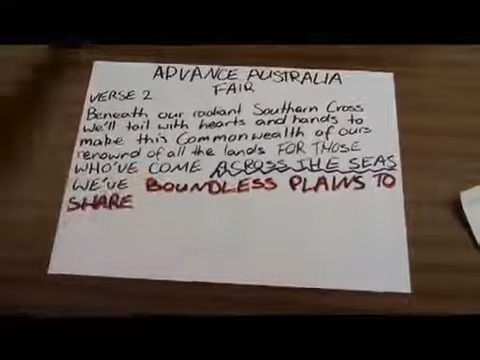 ADVANCE AUSTRALIA
FAIR
VERSE 2
Beneath our radiant Southern Cross
We'll toil with hearts and hands to
make this Commonwealth of ours
renownd of all the lands FOR THOSE
WHO'VE COME ACROSS THE SEAS
WE'VE BOUNDLESS PLAINS TO
SHARE